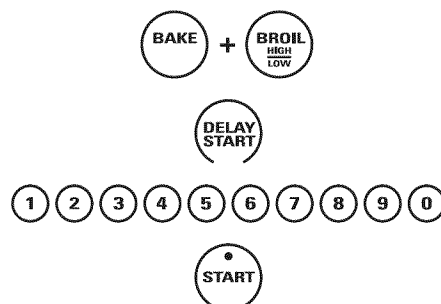 BAKE + BROIL
HIGH
LOW
DELAY
START
1 2 3 4 5 6 7 8 9 0
START